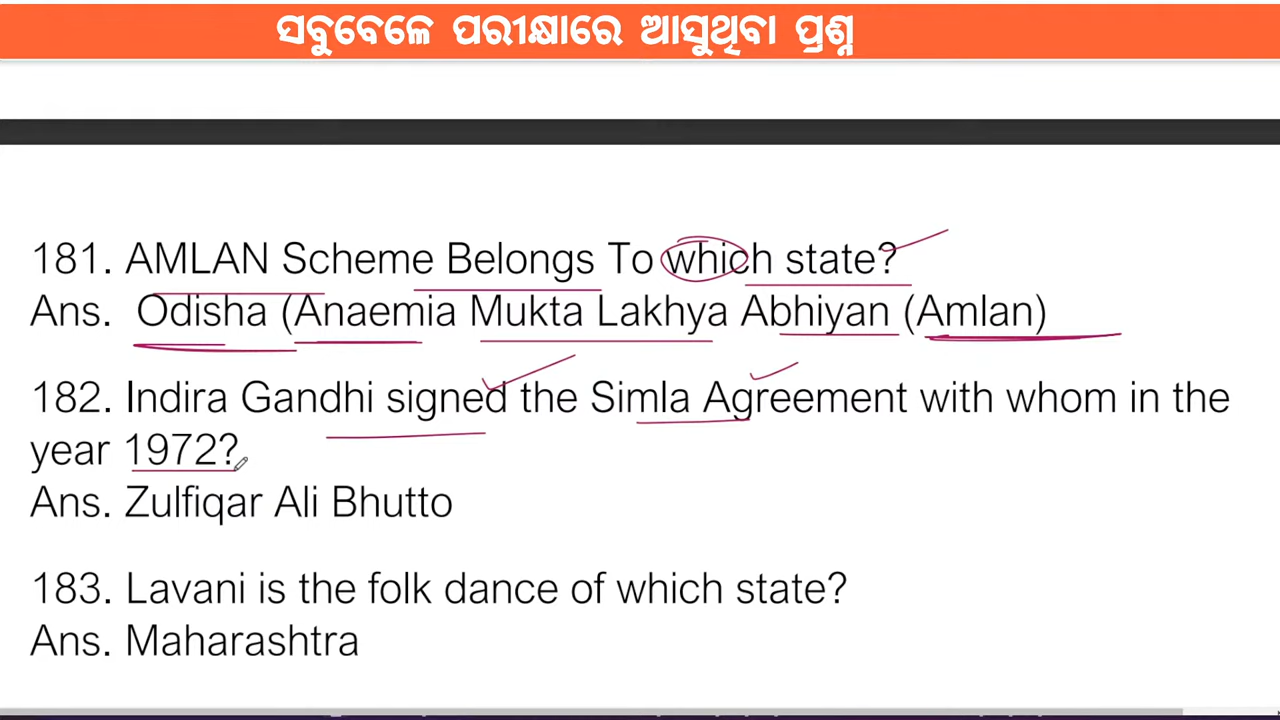 ସବୁବେଳେ ପରୀକ୍ଷାରେ ଆସୁଥିବା ପ୍ରଶ୍ନ
181. AMLAN Scheme Belongs To which state?
Ans. Odisha (Anaemia Mukta Lakhya Abhiyan (Amlan)
182. Indira Gandhi signed the Simla Agreement with whom in the
year 1972?
Ans. Zulfiqar Ali Bhutto
183. Lavani is the folk dance of which state?
Ans. Maharashtra